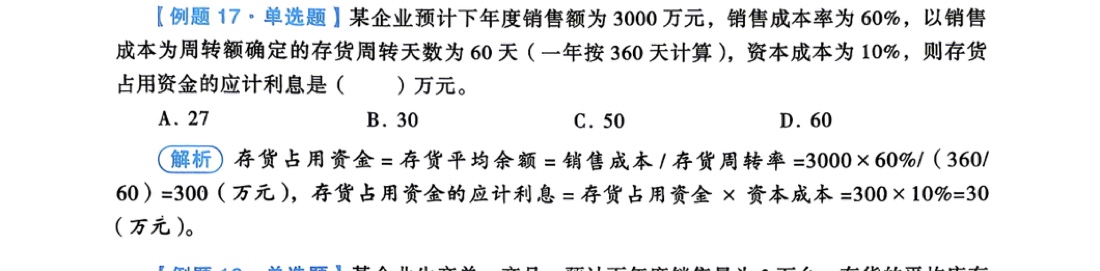 【例题 17·单选题】某企业预计下年度销售额为 3000 万元，销售成本率为 60%，以销售
成本为周转额确定的存货周转天数为 60 天（一年按 360 天计算），资本成本为 10%，则存货
占用资金的应计利息是（　　）万元。
A. 27　B. 30　C. 50　D. 60
解析 存货占用资金 = 存货平均余额 = 销售成本 / 存货周转率 =3000×60%/（360/
60）=300（万元），存货占用资金的应计利息 = 存货占用资金 × 资本成本 =300×10%=30
（万元）。